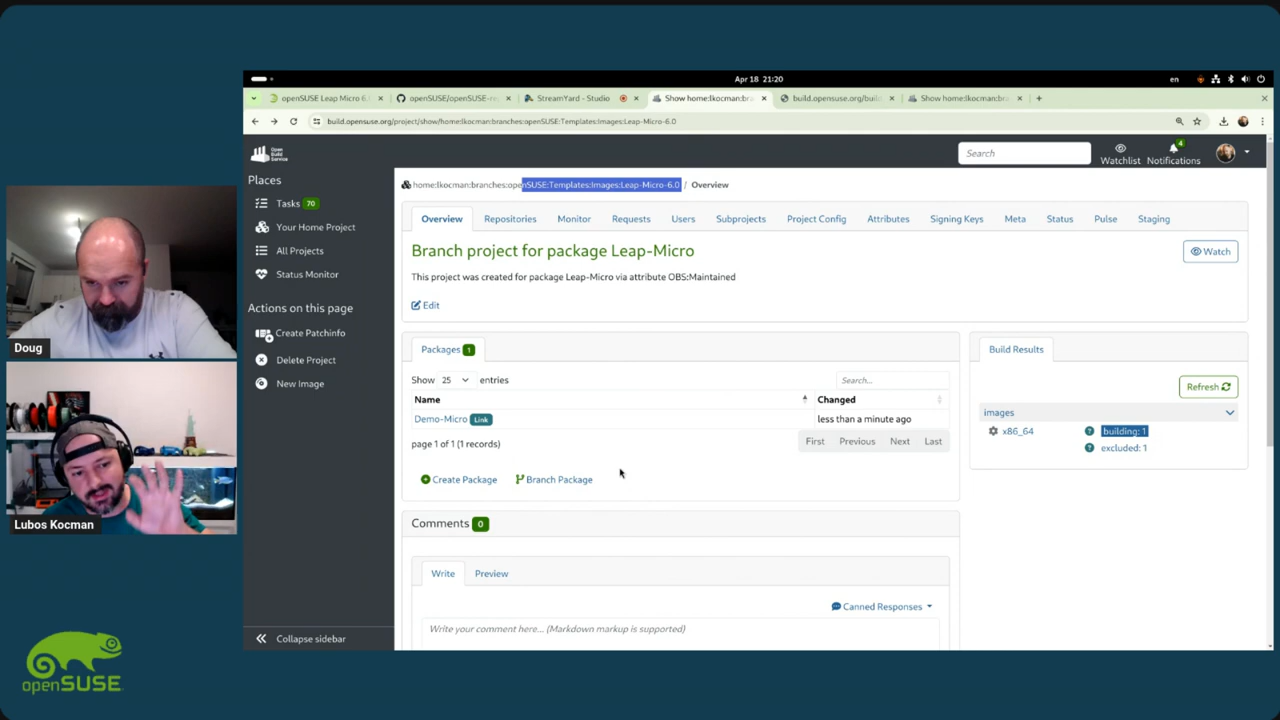 Apr 18 21:20
en
openSUSE Leap Micro 6.
openSUSE/openSUSE-re
StreamYard - Studio
Show home:lkocman:bra
build.opensuse.org/buil
Show home:lkocman:bra
build.opensuse.org/project/show/home:lkocman:branches:openSUSE:Templates:Images:Leap-Micro-6.0
Open Build Service
Search
Watchlist
4
Notifications
Places
Tasks 70
Your Home Project
All Projects
Status Monitor
Actions on this page
Create Patchinfo
Delete Project
New Image
Collapse sidebar
home:lkocman:branches:openSUSE:Templates:Images:Leap-Micro-6.0 / Overview
Overview Repositories Monitor Requests Users Subprojects Project Config Attributes Signing Keys Meta Status Pulse Staging
Branch project for package Leap-Micro
Watch
This project was created for package Leap-Micro via attribute OBS:Maintained
Edit
Packages 1
Show 25 entries
Search...
Name Changed
Demo-Micro Link less than a minute ago
page 1 of 1 (1 records)
First Previous Next Last
Create Package Branch Package
Build Results
Refresh
images
x86_64 building: 1
excluded: 1
Comments 0
Write Preview
Canned Responses
Write your comment here... (Markdown markup is supported)
Doug
Lubos Kocman
openSUSE